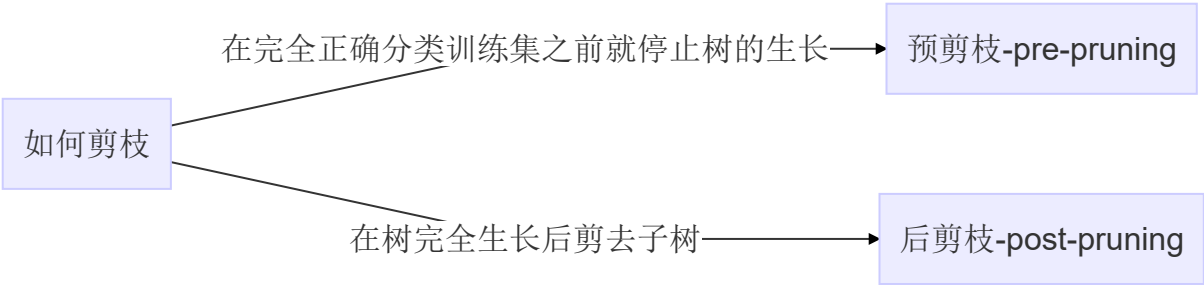 在完全正确分类训练集之前就停止树的生长
预剪枝-pre-pruning
如何剪枝
在树完全生长后剪去子树
后剪枝-post-pruning